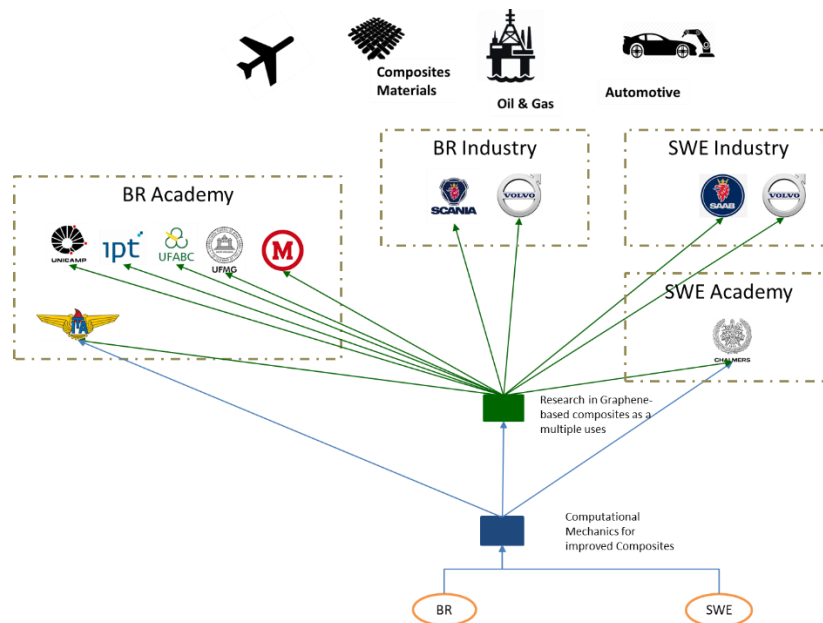 Composites
Materials
Oil & Gas
Automotive
BR Academy
BR Industry
SWE Industry
UNICAMP
ipt
UFABC
UFMG
M
SCANIA
VOLVO
SAAB
VOLVO
ITA
SWE Academy
CHALMERS
Research in Graphene-
based composites as a
multiple uses
Computational
Mechanics for
improved Composites
BR
SWE